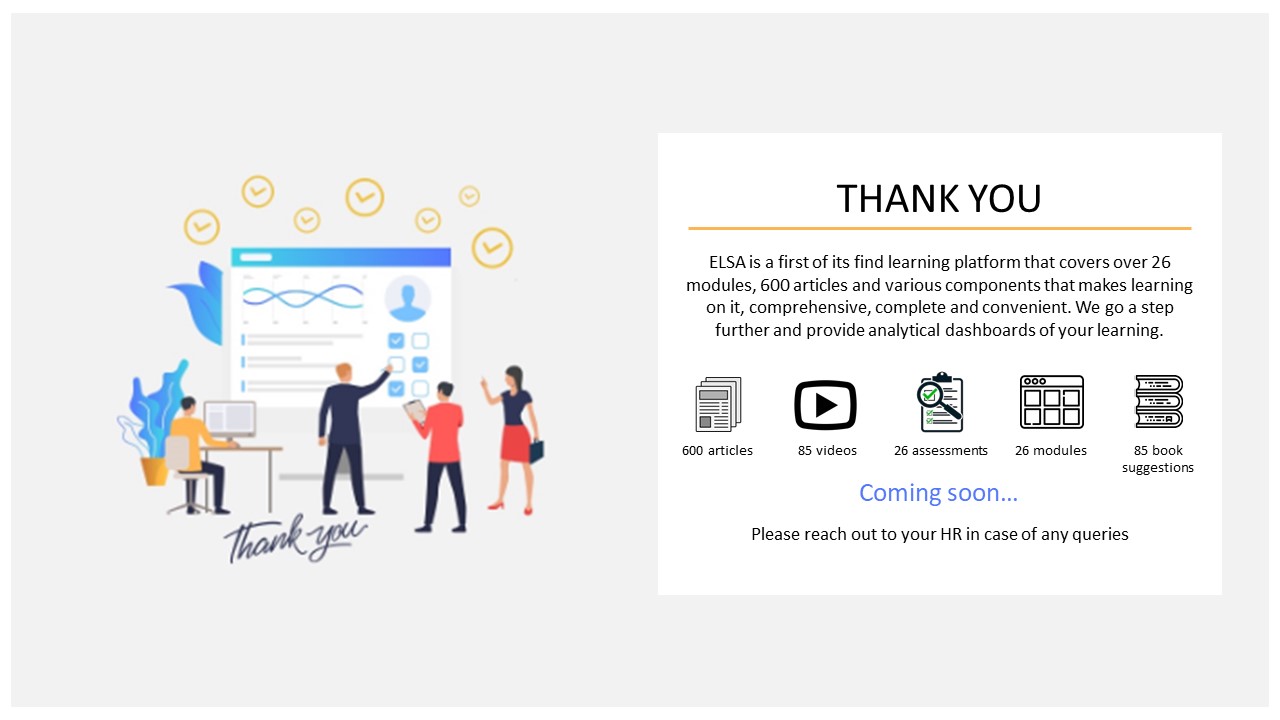 THANK YOU
ELSA is a first of its find learning platform that covers over 26
modules, 600 articles and various components that makes learning
on it, comprehensive, complete and convenient. We go a step
further and provide analytical dashboards of your learning.
600 articles
85 videos
26 assessments
26 modules
85 book
suggestions
Coming soon...
Please reach out to your HR in case of any queries
Thank you